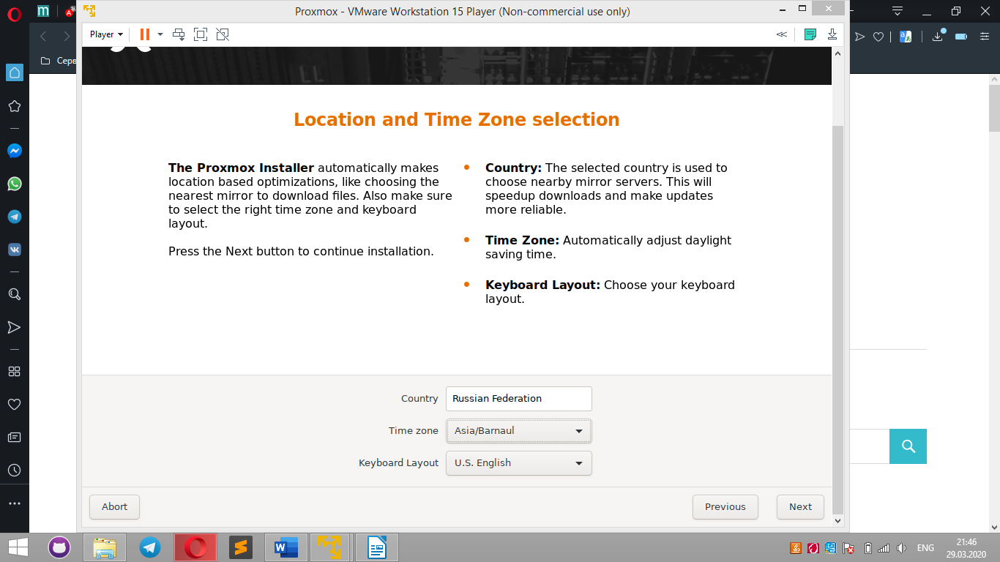 Proxmox - VMware Workstation 15 Player (Non-commercial use only)
Player
Серв
Location and Time Zone selection
The Proxmox Installer automatically makes
location based optimizations, like choosing the
nearest mirror to download files. Also make sure
to select the right time zone and keyboard
layout.
Press the Next button to continue installation.
Country: The selected country is used to
choose nearby mirror servers. This will
speedup downloads and make updates
more reliable.
Time Zone: Automatically adjust daylight
saving time.
Keyboard Layout: Choose your keyboard
layout.
Country
Russian Federation
Time zone
Asia/Barnaul
Keyboard Layout
U.S. English
Abort
Previous
Next
ENG
21:46
29.03.2020